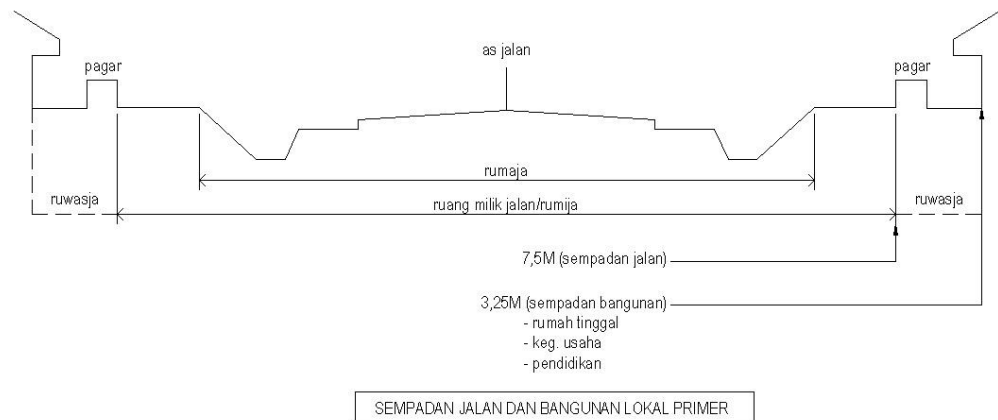 as jalan
pagar
pagar
rumaja
ruwasja
ruang milik jalan/rumija
ruwasja
7,5M (sempadan jalan)
3,25M (sempadan bangunan)
- rumah tinggal
- keg. usaha
- pendidikan
SEMPADAN JALAN DAN BANGUNAN LOKAL PRIMER